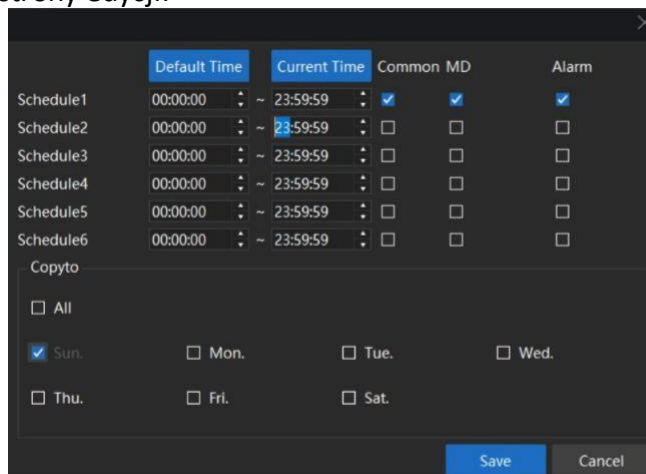 Default Time Current Time Common MD Alarm
Schedule1 00:00:00 ~ 23:59:59
Schedule2 00:00:00 ~ 23:59:59
Schedule3 00:00:00 ~ 23:59:59
Schedule4 00:00:00 ~ 23:59:59
Schedule5 00:00:00 ~ 23:59:59
Schedule6 00:00:00 ~ 23:59:59
Copyto
All
Sun. Mon. Tue. Wed.
Thu. Fri. Sat.
Save Cancel